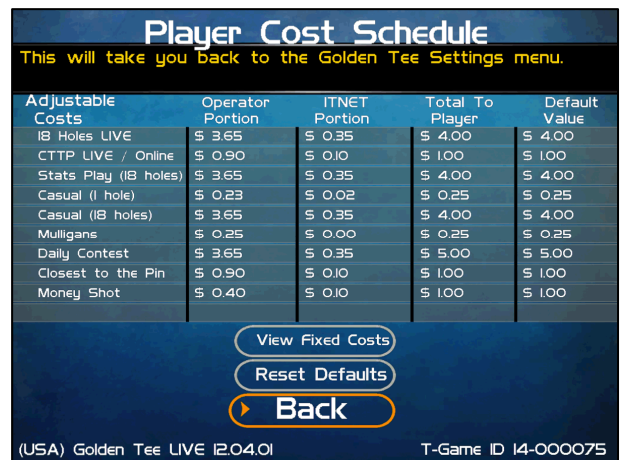 Player Cost Schedule
This will take you back to the Golden Tee Settings menu.
Adjustable Costs Operator Portion ITNET Portion Total To Player Default Value
18 Holes LIVE $ 3.65 $ 0.35 $ 4.00 $ 4.00
CTTP LIVE / Online $ 0.90 $ 0.10 $ 1.00 $ 1.00
Stats Play (18 holes) $ 3.65 $ 0.35 $ 4.00 $ 4.00
Casual (1 hole) $ 0.23 $ 0.02 $ 0.25 $ 0.25
Casual (18 holes) $ 3.65 $ 0.35 $ 4.00 $ 4.00
Mulligans $ 0.25 $ 0.00 $ 0.25 $ 0.25
Daily Contest $ 3.65 $ 0.35 $ 5.00 $ 5.00
Closest to the Pin $ 0.90 $ 0.10 $ 1.00 $ 1.00
Money Shot $ 0.40 $ 0.10 $ 1.00 $ 1.00
View Fixed Costs
Reset Defaults
Back
(USA) Golden Tee LIVE 12.04.01 T-Game ID 14-000075